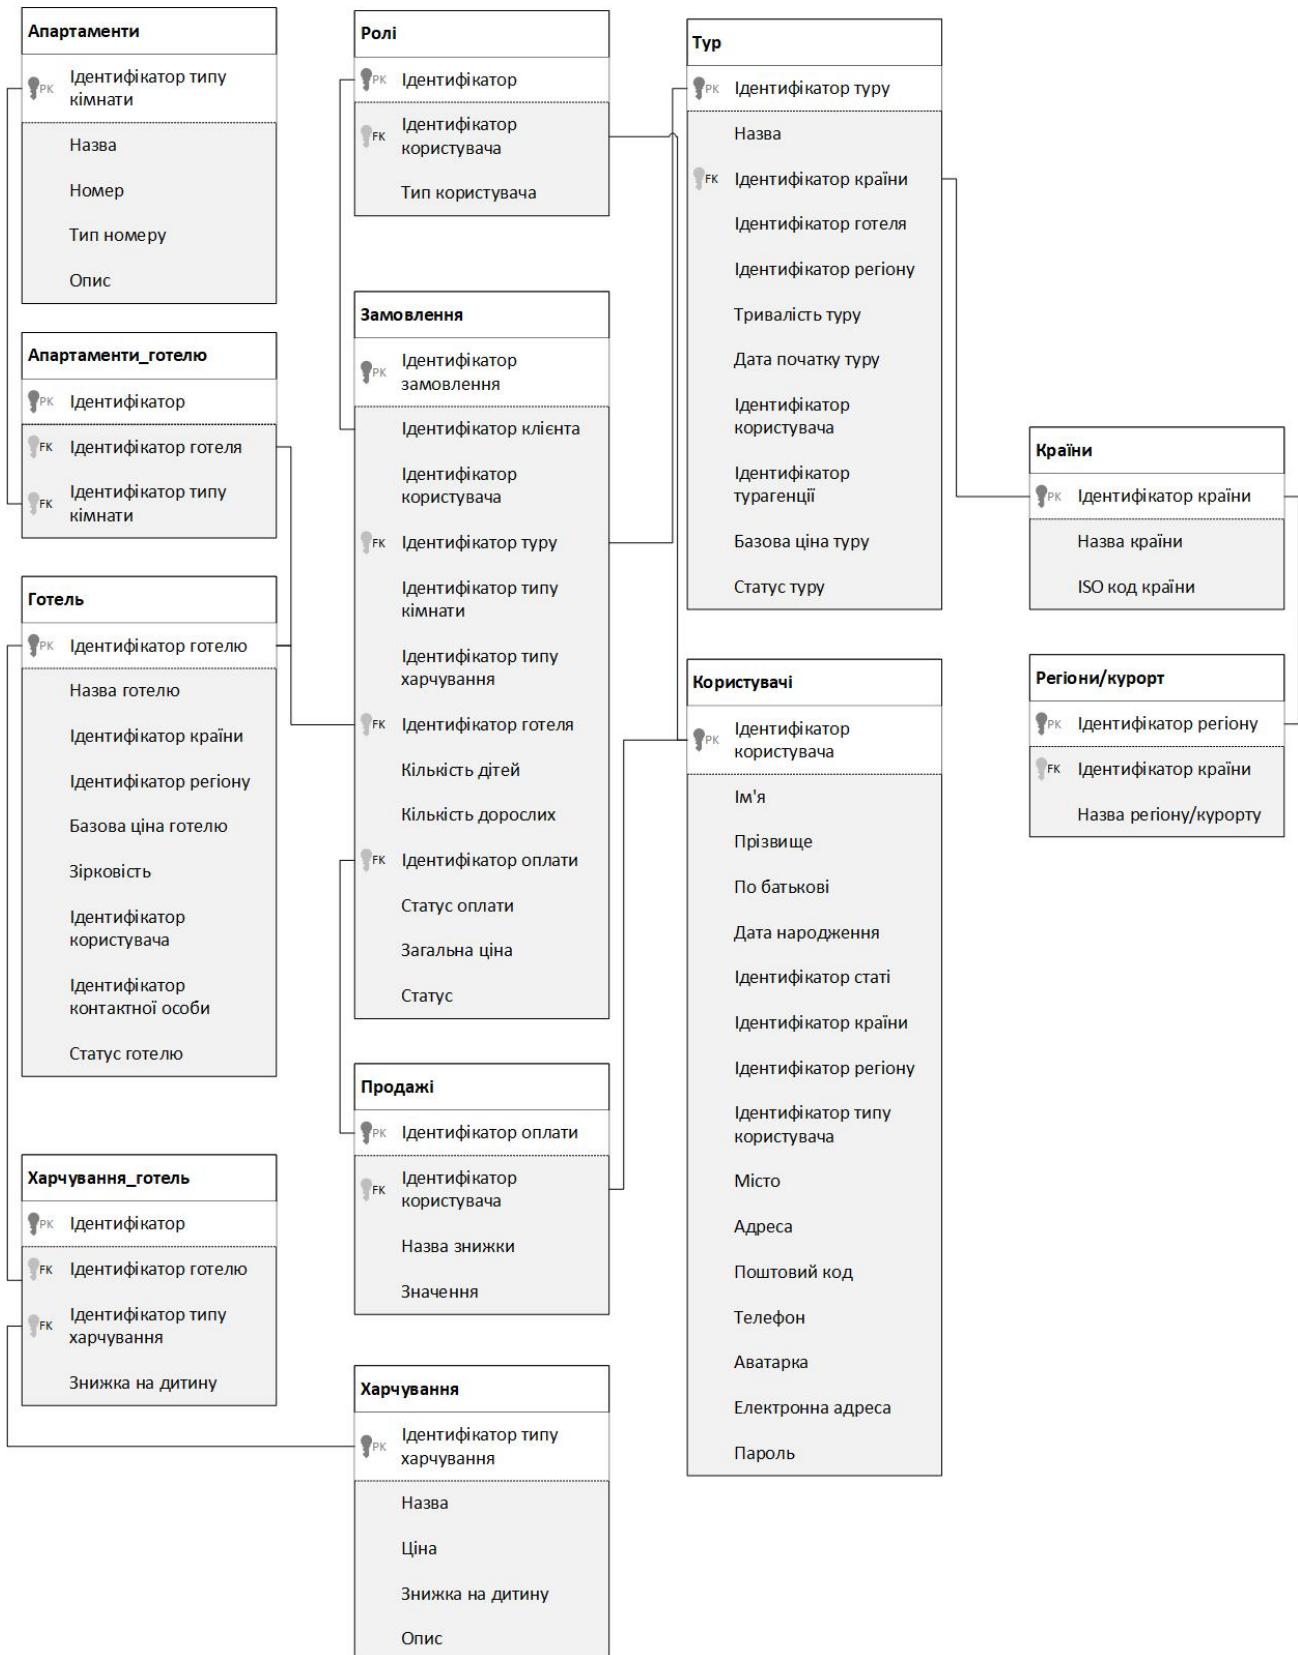 Апартаменти
PK Ідентифікатор типу
кімнати
Назва
Номер
Тип номеру
Опис
Апартаменти_готелю
PK Ідентифікатор
FK Ідентифікатор готеля
FK Ідентифікатор типу
кімнати
Готель
PK Ідентифікатор готелю
Назва готелю
Ідентифікатор країни
Ідентифікатор регіону
Базова ціна готелю
Зірковість
Ідентифікатор
користувача
Ідентифікатор
контактної особи
Статус готелю
Харчування_готель
PK Ідентифікатор
FK Ідентифікатор готелю
FK Ідентифікатор типу
харчування
Знижка на дитину
Ролі
PK Ідентифікатор
FK Ідентифікатор
користувача
Тип користувача
Замовлення
PK Ідентифікатор
замовлення
Ідентифікатор клієнта
Ідентифікатор
користувача
FK Ідентифікатор туру
Ідентифікатор типу
кімнати
Ідентифікатор типу
харчування
FK Ідентифікатор готеля
Кількість дітей
Кількість дорослих
FK Ідентифікатор оплати
Статус оплати
Загальна ціна
Статус
Продажі
PK Ідентифікатор оплати
FK Ідентифікатор
користувача
Назва знижки
Значення
Харчування
PK Ідентифікатор типу
харчування
Назва
Ціна
Знижка на дитину
Опис
Тур
PK Ідентифікатор туру
Назва
FK Ідентифікатор країни
Ідентифікатор готеля
Ідентифікатор регіону
Тривалість туру
Дата початку туру
Ідентифікатор
користувача
Ідентифікатор
турагенції
Базова ціна туру
Статус туру
Користувачі
PK Ідентифікатор
користувача
Ім'я
Прізвище
По батькові
Дата народження
Ідентифікатор статі
Ідентифікатор країни
Ідентифікатор регіону
Ідентифікатор типу
користувача
Місто
Адреса
Поштовий код
Телефон
Аватарка
Електронна адреса
Пароль
Країни
PK Ідентифікатор країни
Назва країни
ISO код країни
Регіони/курорт
PK Ідентифікатор регіону
FK Ідентифікатор країни
Назва регіону/курорту